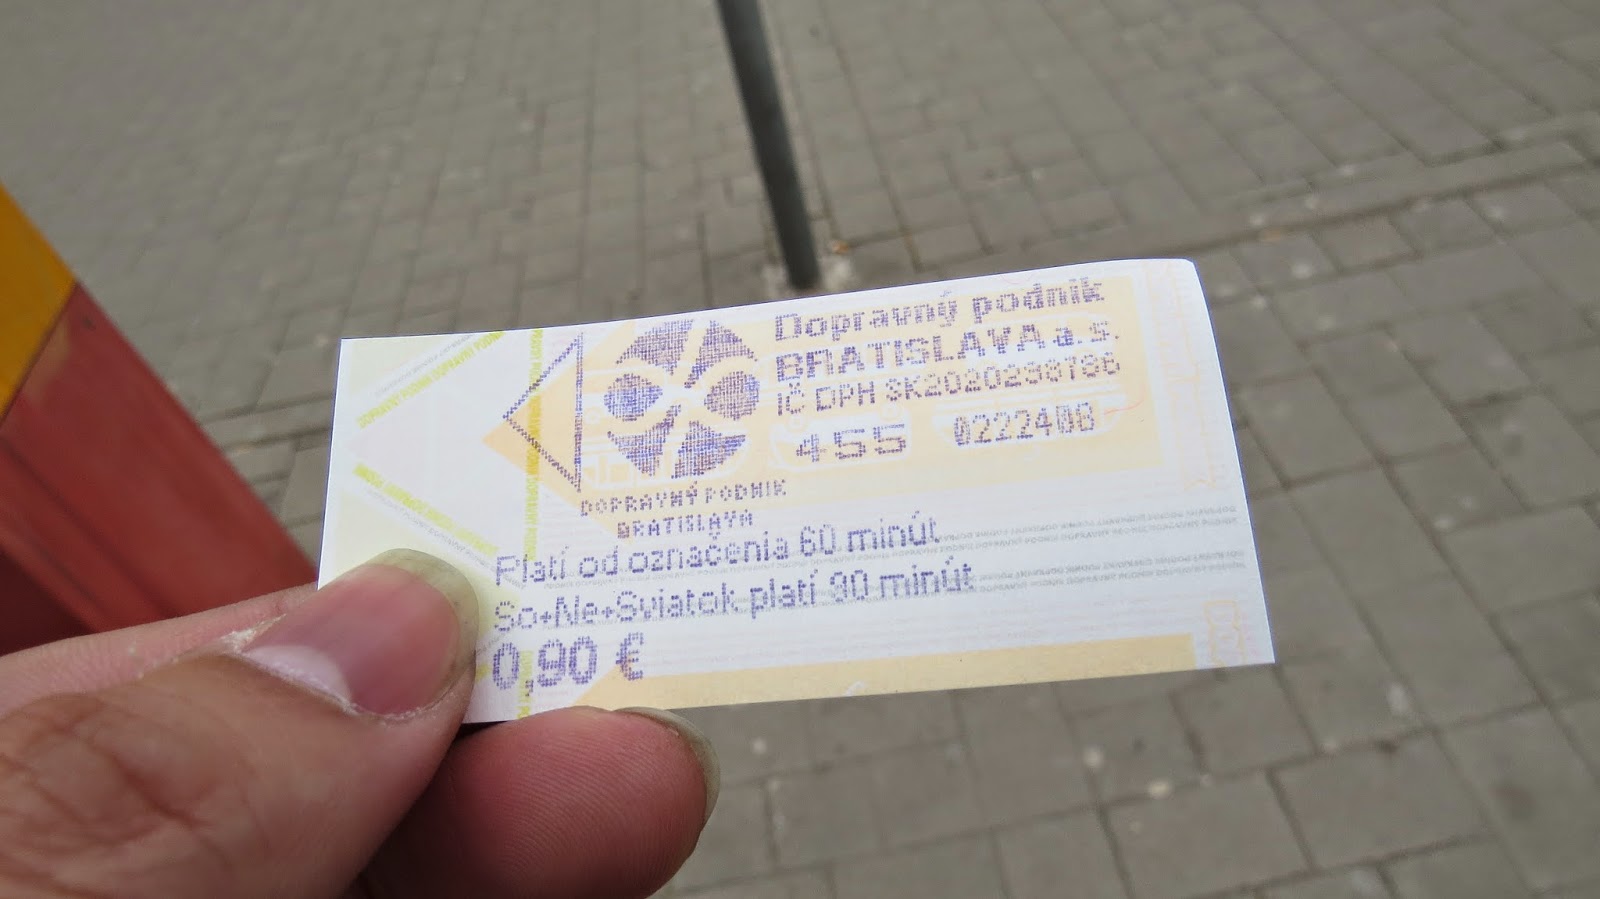 Dopravný podnik
BRATISLAVA a.s.
IČ DPH SK2020298786
455 0222408
DOPRAVNÝ PODNIK
BRATISLAVA
Platí od označenia 60 minút
So+Ne+Sviatok platí 90 minút
0,90 €